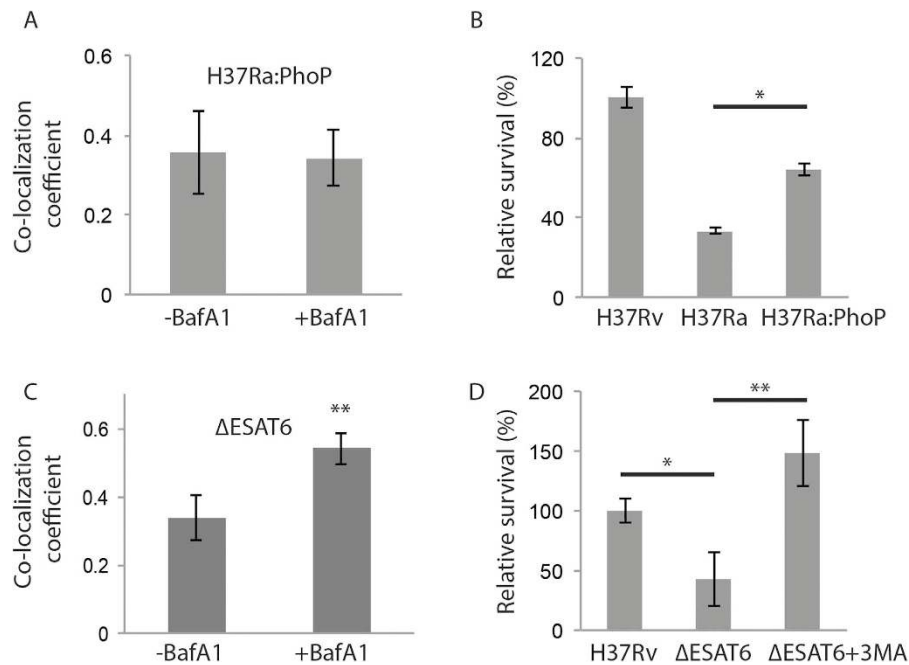 A
Co-localization
coefficient
0.6
0.4
0.2
0
H37Ra:PhoP
-BafA1 +BafA1
B
Relative survival (%)
120
80
40
0
*
H37Rv H37Ra H37Ra:PhoP
C
Co-localization
coefficient
0.6
0.4
0.2
0
ΔESAT6
**
-BafA1 +BafA1
D
Relative survival (%)
200
150
100
50
0
*
**
H37Rv ΔESAT6 ΔESAT6+3MA